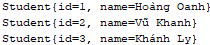 Student{id=1, name=Hoàng Oanh}
Student{id=2, name=Vũ Khanh}
Student{id=3, name=Khánh Ly}